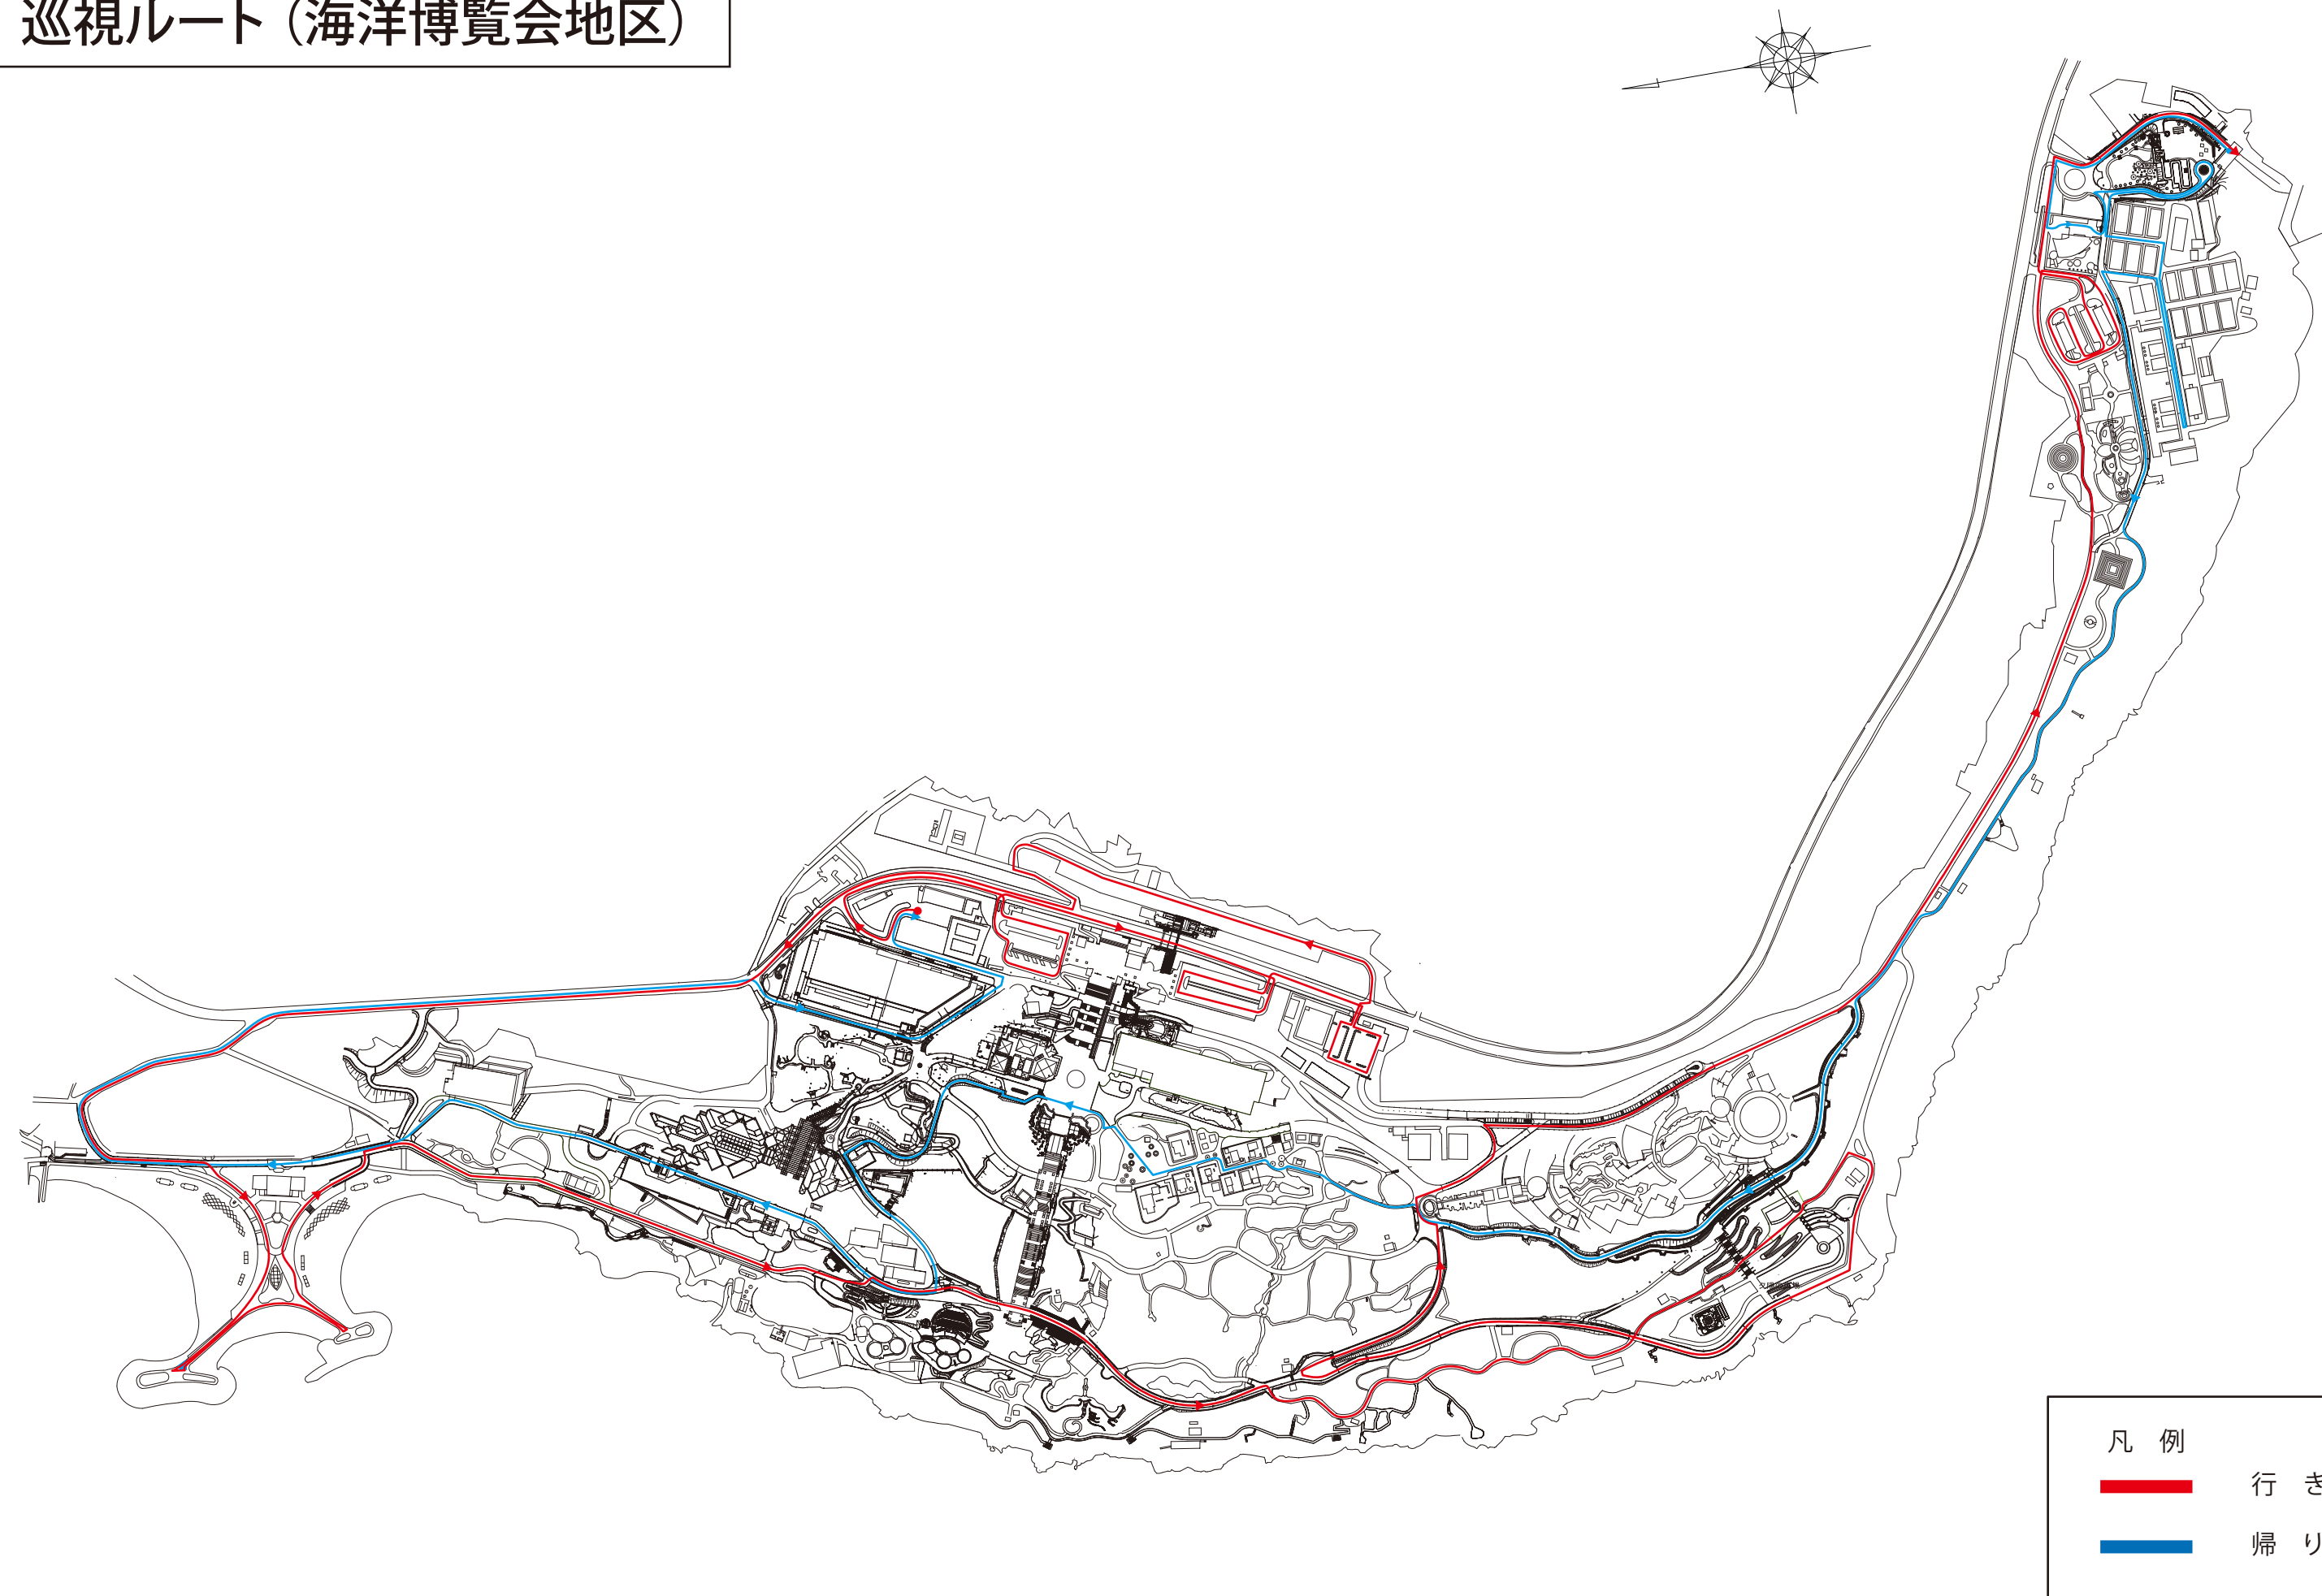 巡視ルート（海洋博覧会地区）
凡 例
行 き
帰 り